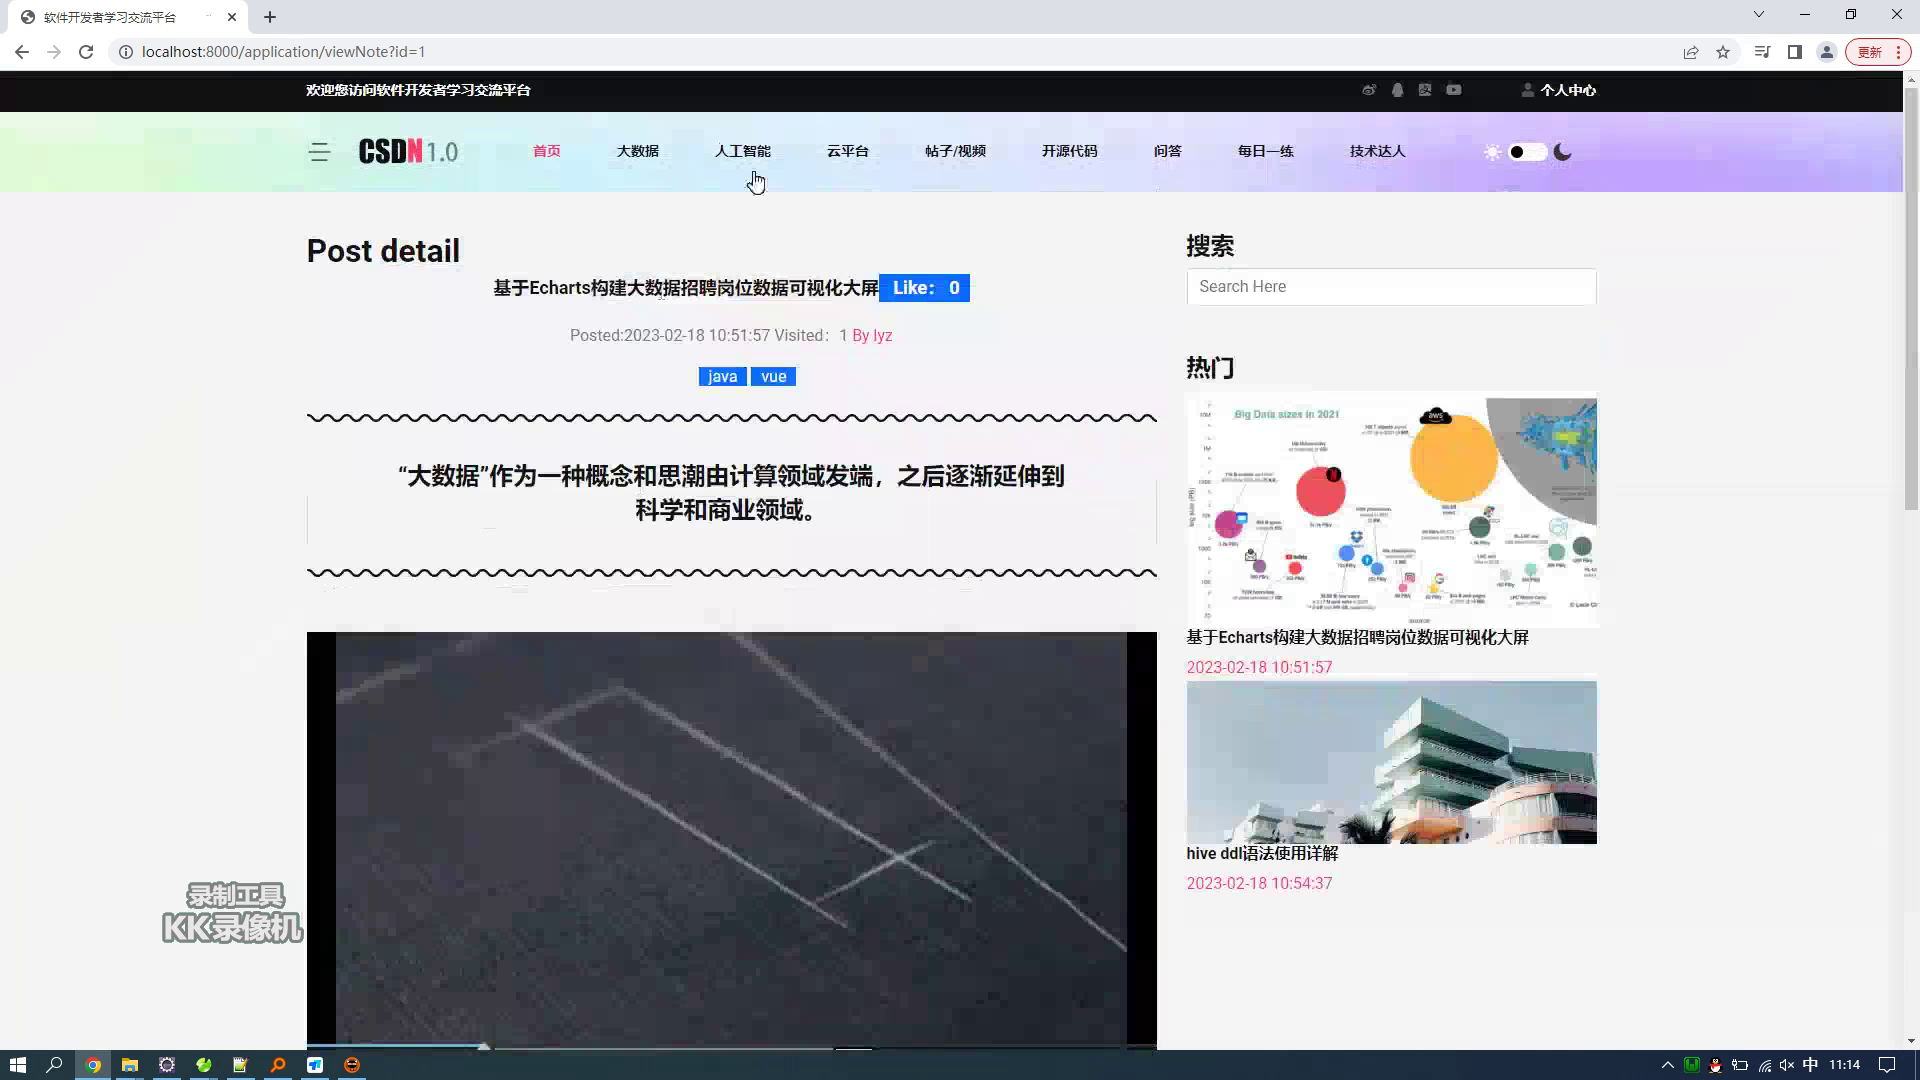 软件开发者学习交流平台
localhost:8000/application/viewNote?id=1
更新
欢迎您访问软件开发者学习交流平台
个人中心
CSDN 1.0
首页 大数据 人工智能 云平台 帖子/视频 开源代码 问答 每日一练 技术达人
Post detail
基于Echarts构建大数据招聘岗位数据可视化大屏 Like： 0
Posted:2023-02-18 10:51:57 Visited：1 By lyz
java vue
“大数据”作为一种概念和思潮由计算领域发端，之后逐渐延伸到
科学和商业领域。
搜索
Search Here
热门
Big Data sizes in 2021
aws
基于Echarts构建大数据招聘岗位数据可视化大屏
2023-02-18 10:51:57
hive ddl语法使用详解
2023-02-18 10:54:37
录制工具
KK录像机
中 11:14